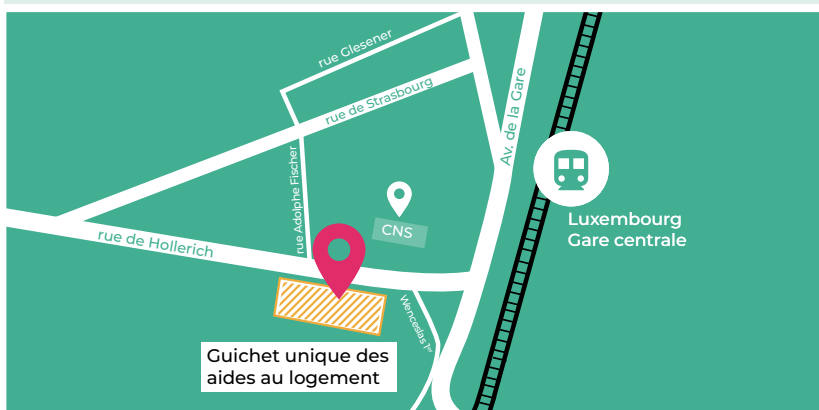 rue Glesener
rue de Strasbourg
Av. de la Gare
rue Adolphe Fischer
CNS
Luxembourg
Gare centrale
rue de Hollerich
Wenceslas 1er
Guichet unique des
aides au logement